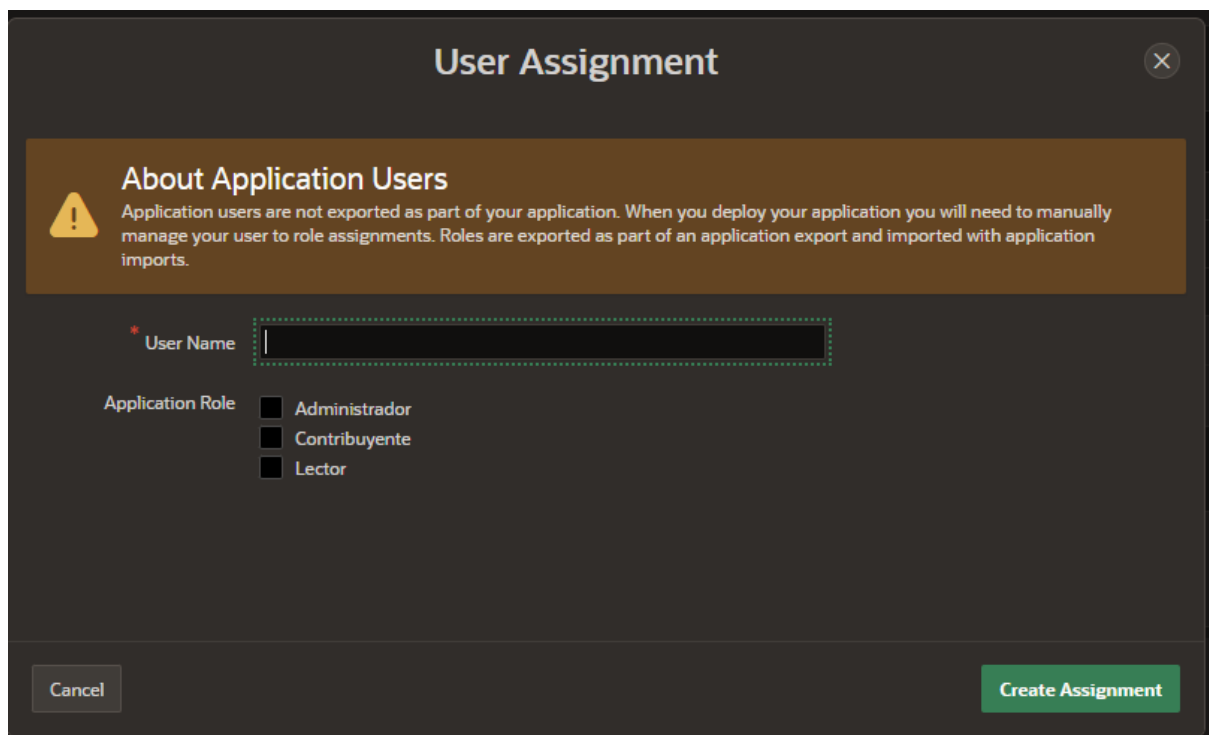 User Assignment
About Application Users
Application users are not exported as part of your application. When you deploy your application you will need to manually
manage your user to role assignments. Roles are exported as part of an application export and imported with application
imports.
* User Name
Application Role
Administrador
Contribuyente
Lector
Cancel
Create Assignment